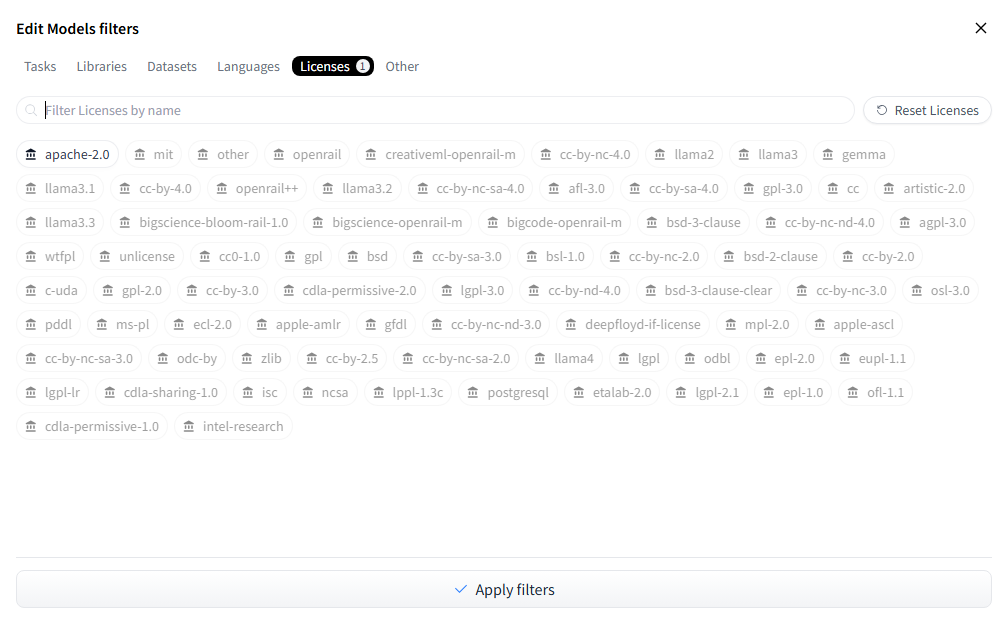 Edit Models filters
Tasks Libraries Datasets Languages Licenses 1 Other
Filter Licenses by name Reset Licenses
apache-2.0 mit other openrail creativeml-openrail-m cc-by-nc-4.0 llama2 llama3 gemma
llama3.1 cc-by-4.0 openrail++ llama3.2 cc-by-nc-sa-4.0 afl-3.0 cc-by-sa-4.0 gpl-3.0 cc artistic-2.0
llama3.3 bigscience-bloom-rail-1.0 bigscience-openrail-m bigcode-openrail-m bsd-3-clause cc-by-nc-nd-4.0 agpl-3.0
wtfpl unlicense cc0-1.0 gpl bsd cc-by-sa-3.0 bsl-1.0 cc-by-nc-2.0 bsd-2-clause cc-by-2.0
c-uda gpl-2.0 cc-by-3.0 cdla-permissive-2.0 lgpl-3.0 cc-by-nd-4.0 bsd-3-clause-clear cc-by-nc-3.0 osl-3.0
pddl ms-pl ecl-2.0 apple-amlr gfdl cc-by-nc-nd-3.0 deepfloyd-if-license mpl-2.0 apple-ascl
cc-by-nc-sa-3.0 odc-by zlib cc-by-2.5 cc-by-nc-sa-2.0 llama4 lgpl odbl epl-2.0 eupl-1.1
lgpl-lr cdla-sharing-1.0 isc ncsa lppl-1.3c postgresql etalab-2.0 lgpl-2.1 epl-1.0 ofl-1.1
cdla-permissive-1.0 intel-research
Apply filters